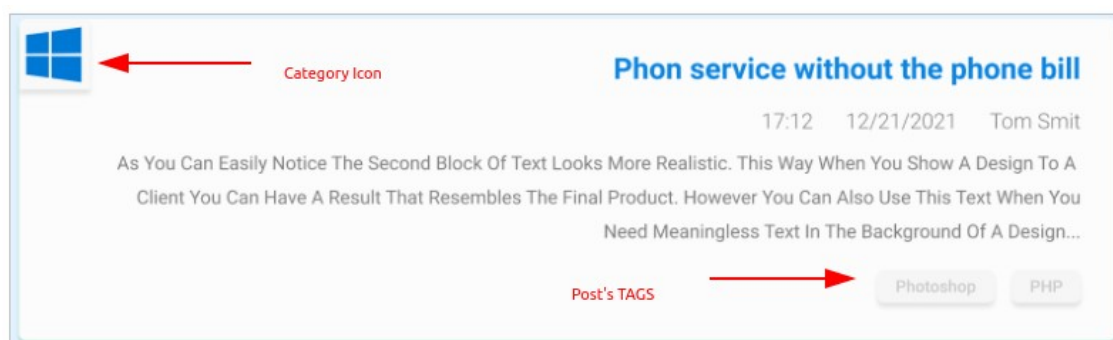 Category Icon
Phon service without the phone bill
17:12 12/21/2021 Tom Smit
As You Can Easily Notice The Second Block Of Text Looks More Realistic. This Way When You Show A Design To A
Client You Can Have A Result That Resembles The Final Product. However You Can Also Use This Text When You
Need Meaningless Text In The Background Of A Design...
Post's TAGS
Photoshop PHP